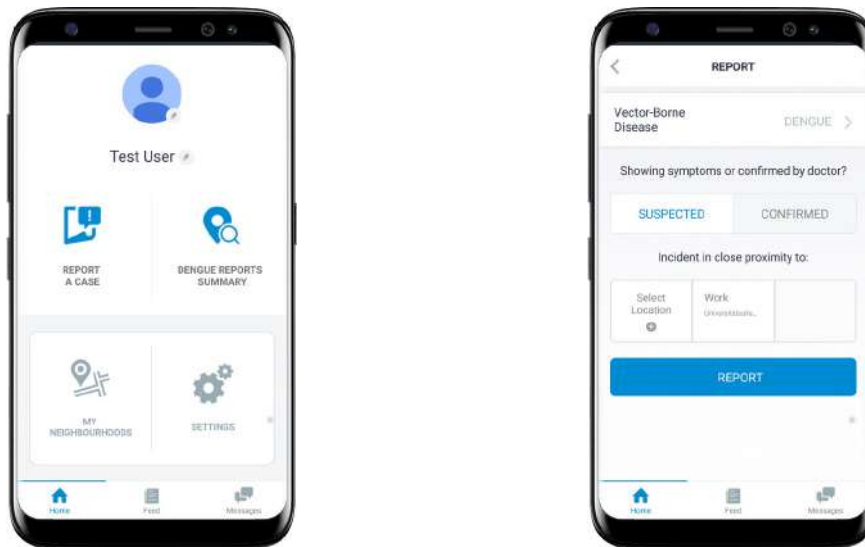 Test User
REPORT
A CASE
DENGUE REPORTS
SUMMARY
MY
NEIGHBOURHOODS
SETTINGS
Home
Feed
Messages
REPORT
Vector-Borne
Disease
DENGUE
Showing symptoms or confirmed by doctor?
SUSPECTED
CONFIRMED
Incident in close proximity to:
Select
Location
Work
REPORT
Home
Feed
Messages